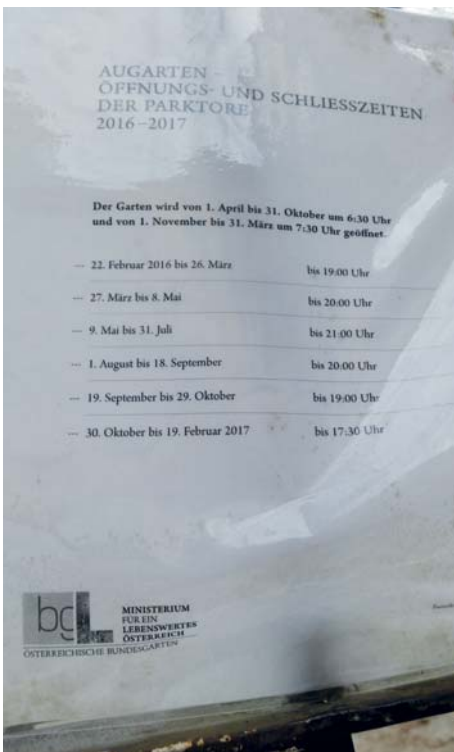 AUGARTEN –
ÖFFNUNGS- UND SCHLIESSZEITEN
DER PARKTORE
2016–2017
Der Garten wird von 1. April bis 31. Oktober um 6:30 Uhr
und von 1. November bis 31. März um 7:30 Uhr geöffnet.
— 22. Februar 2016 bis 26. März bis 19:00 Uhr
— 27. März bis 8. Mai bis 20:00 Uhr
— 9. Mai bis 31. Juli bis 21:00 Uhr
— 1. August bis 18. September bis 20:00 Uhr
— 19. September bis 29. Oktober bis 19:00 Uhr
— 30. Oktober bis 19. Februar 2017 bis 17:30 Uhr
bgL
MINISTERIUM
FÜR EIN
LEBENSWERTES
ÖSTERREICH
ÖSTERREICHISCHE BUNDESGÄRTEN